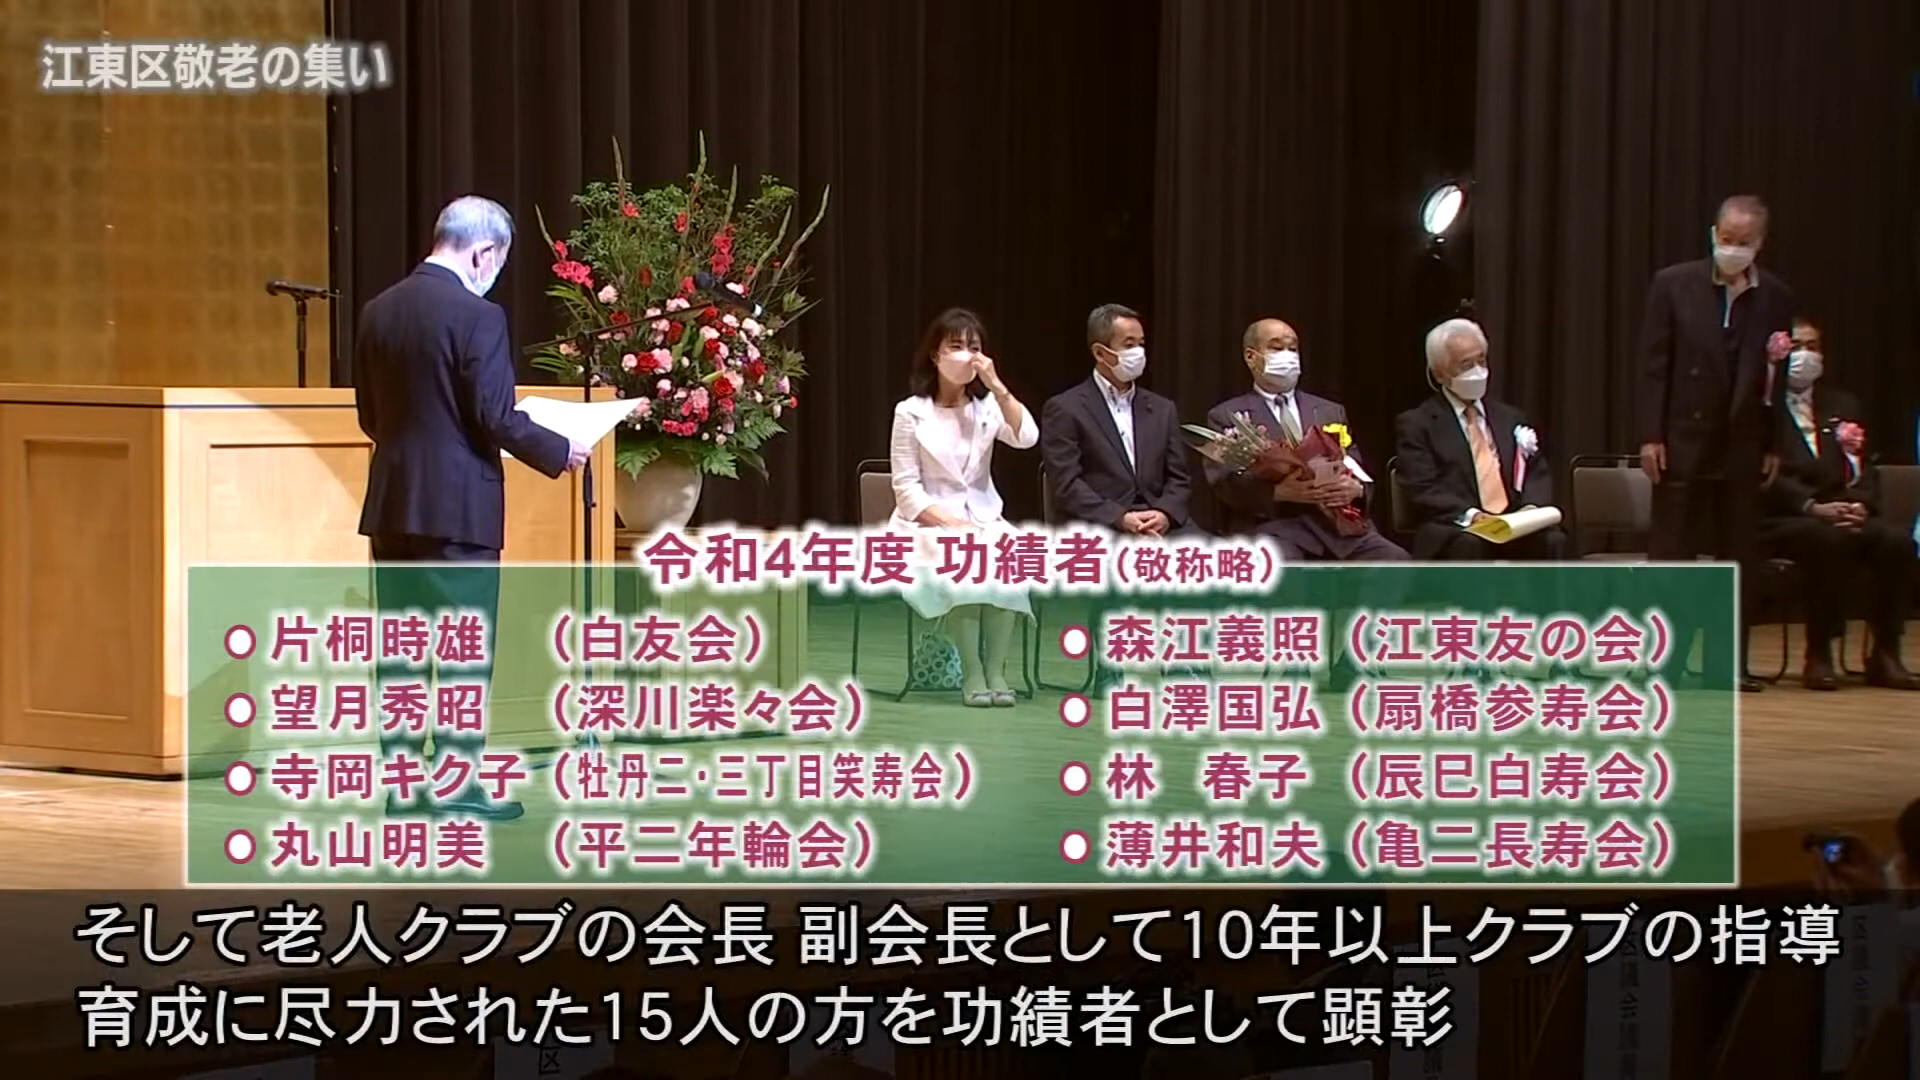 江東区敬老の集い
令和4年度 功績者(敬称略)
片桐時雄 (白友会)
望月秀昭 (深川楽々会)
寺岡キク子 (牡丹二・三丁目笑寿会)
丸山明美 (平二年輪会)
森江義照 (江東友の会)
白澤国弘 (扇橋参寿会)
林 春子 (辰巳白寿会)
薄井和夫 (亀二長寿会)
そして老人クラブの会長 副会長として10年以上クラブの指導
育成に尽力された15人の方を功績者として顕彰